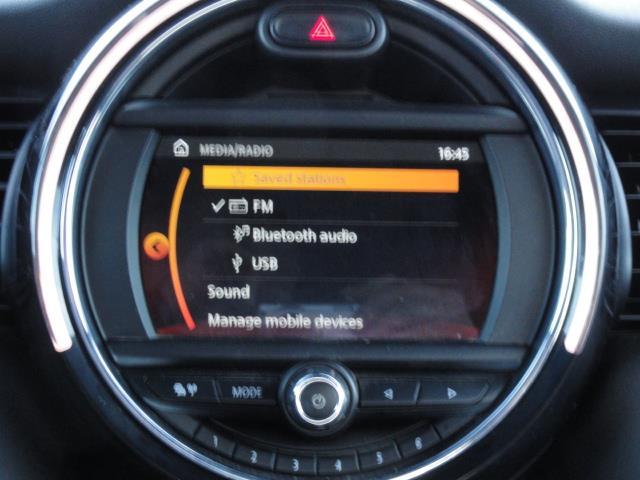 MEDIA/RADIO 16:45
Saved stations
FM
Bluetooth audio
USB
Sound
Manage mobile devices
MODE
1 2 3 4 5 6